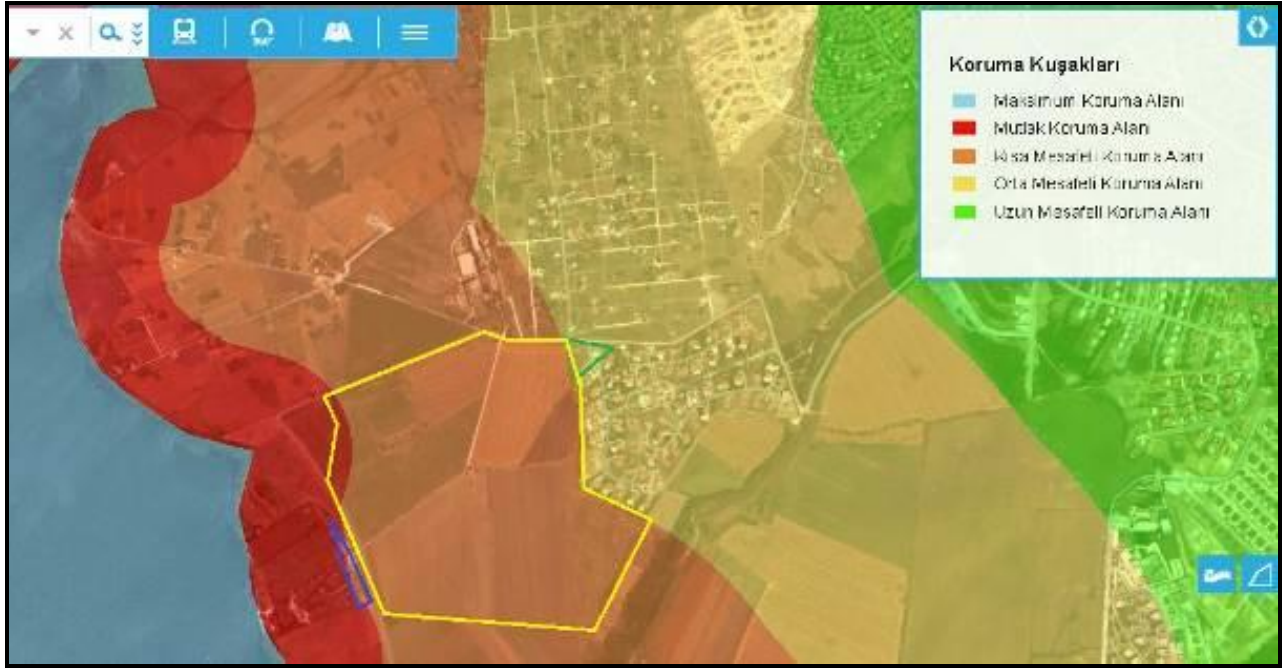 Koruma Kuşakları
Maksimum Koruma Alanı
Mutlak Koruma Alanı
Kısa Mesafeli Koruma Alanı
Orta Mesafeli Koruma Alanı
Uzun Mesafeli Koruma Alanı